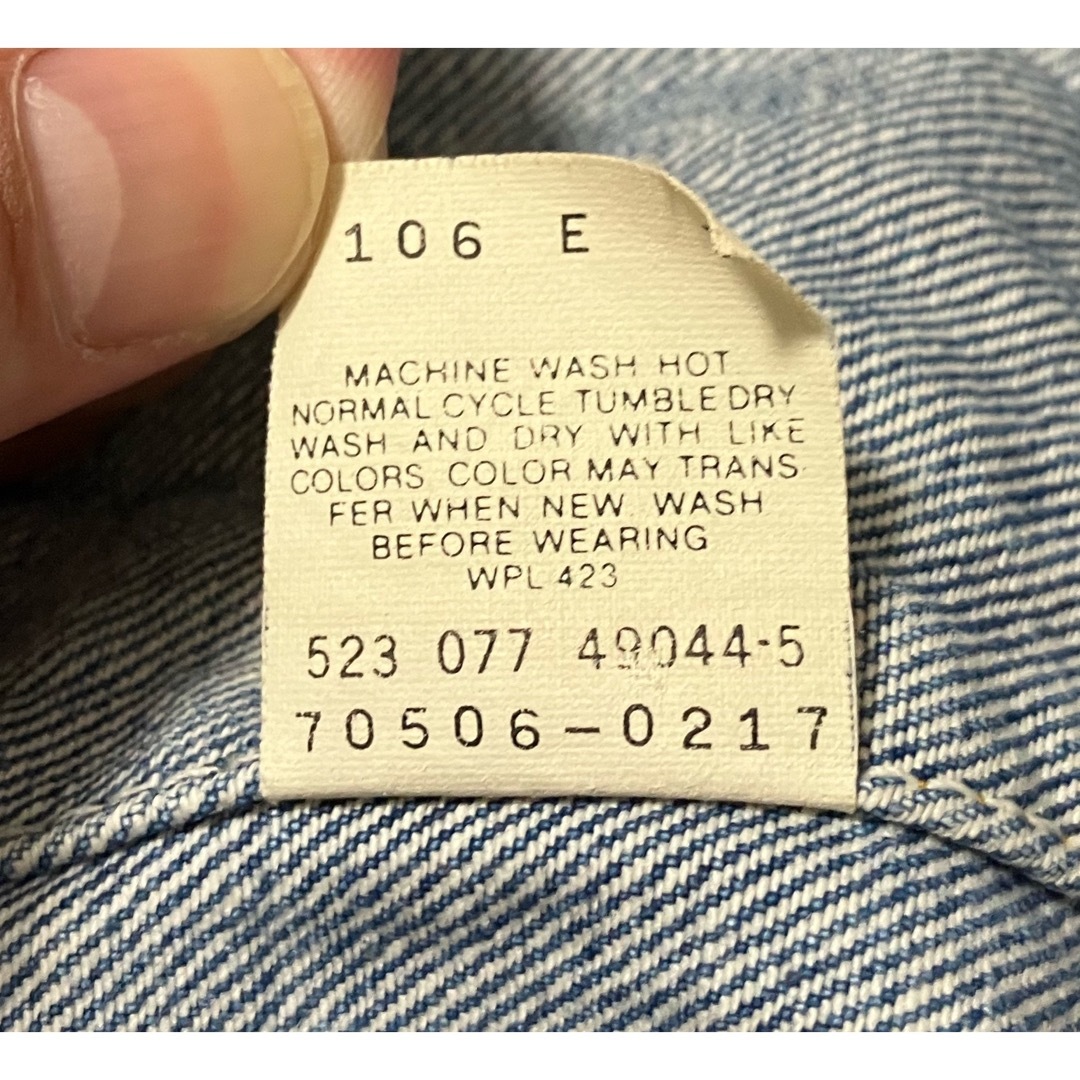 106 E
MACHINE WASH HOT
NORMAL CYCLE TUMBLE DRY
WASH AND DRY WITH LIKE
COLORS COLOR MAY TRANS-
FER WHEN NEW. WASH
BEFORE WEARING
WPL 423
523 077 49044-5
70506-0217